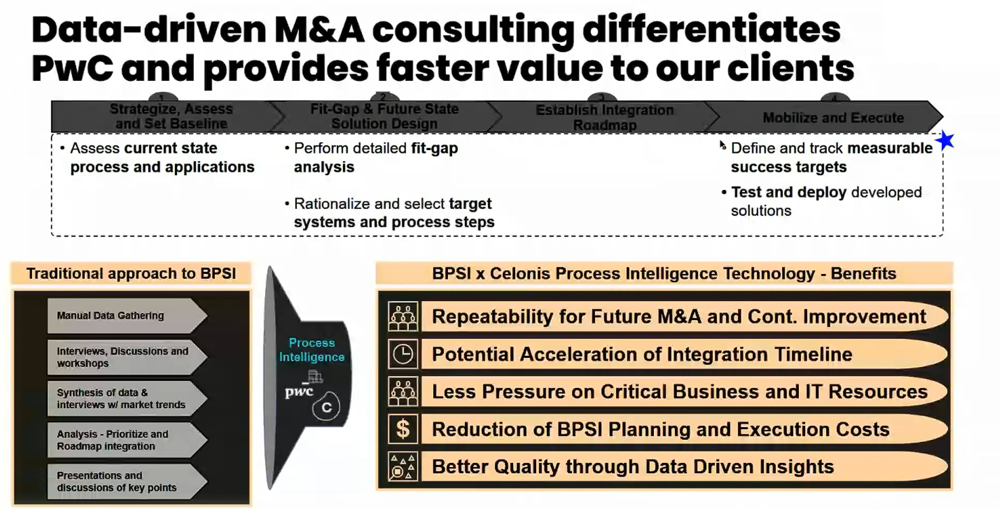 Data-driven M&A consulting differentiates
PwC and provides faster value to our clients
1
Strategize, Assess
and Set Baseline
2
Fit-Gap & Future State
Solution Design
3
Establish Integration
Roadmap
4
Mobilize and Execute
• Assess current state
process and applications
• Perform detailed fit-gap
analysis
• Rationalize and select target
systems and process steps
• Define and track measurable
success targets
• Test and deploy developed
solutions
Traditional approach to BPSI
Manual Data Gathering
Interviews, Discussions and
workshops
Synthesis of data &
interviews w/ market trends
Analysis - Prioritize and
Roadmap integration
Presentations and
discussions of key points
Process
Intelligence
pwc
C
BPSI x Celonis Process Intelligence Technology - Benefits
Repeatability for Future M&A and Cont. Improvement
Potential Acceleration of Integration Timeline
Less Pressure on Critical Business and IT Resources
$
Reduction of BPSI Planning and Execution Costs
Better Quality through Data Driven Insights